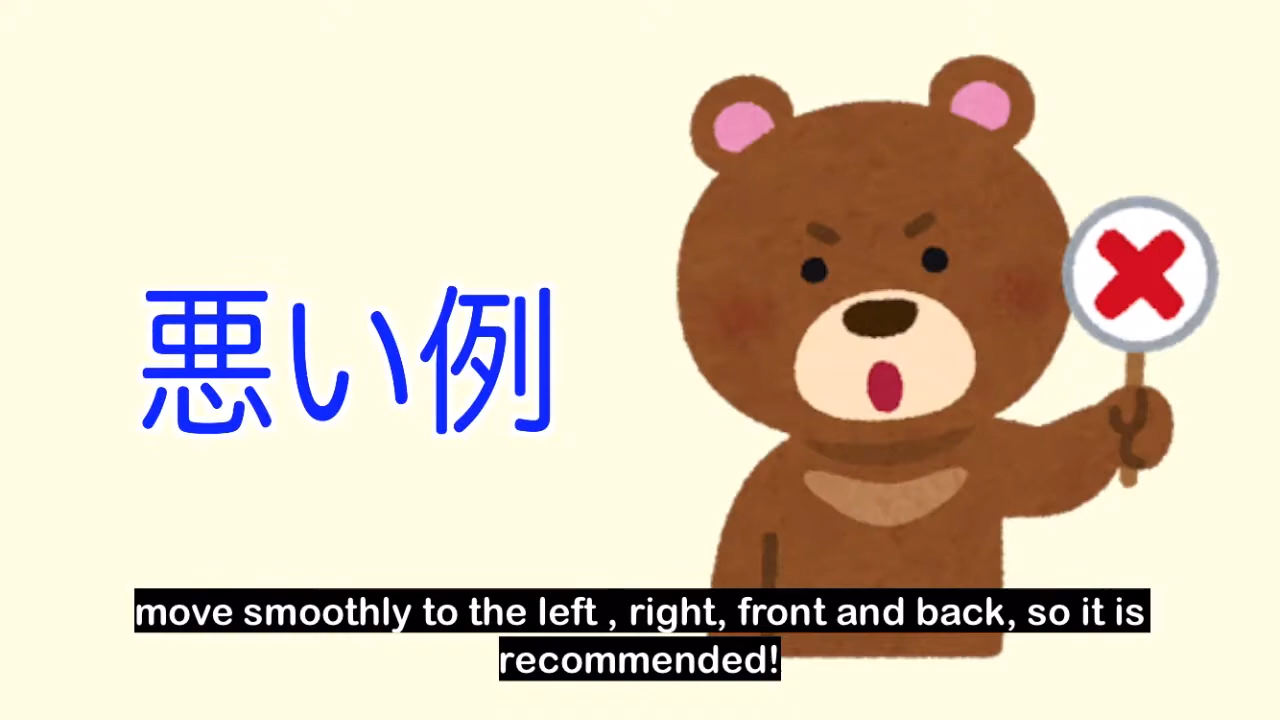 悪い例
move smoothly to the left , right, front and back, so it is
recommended!